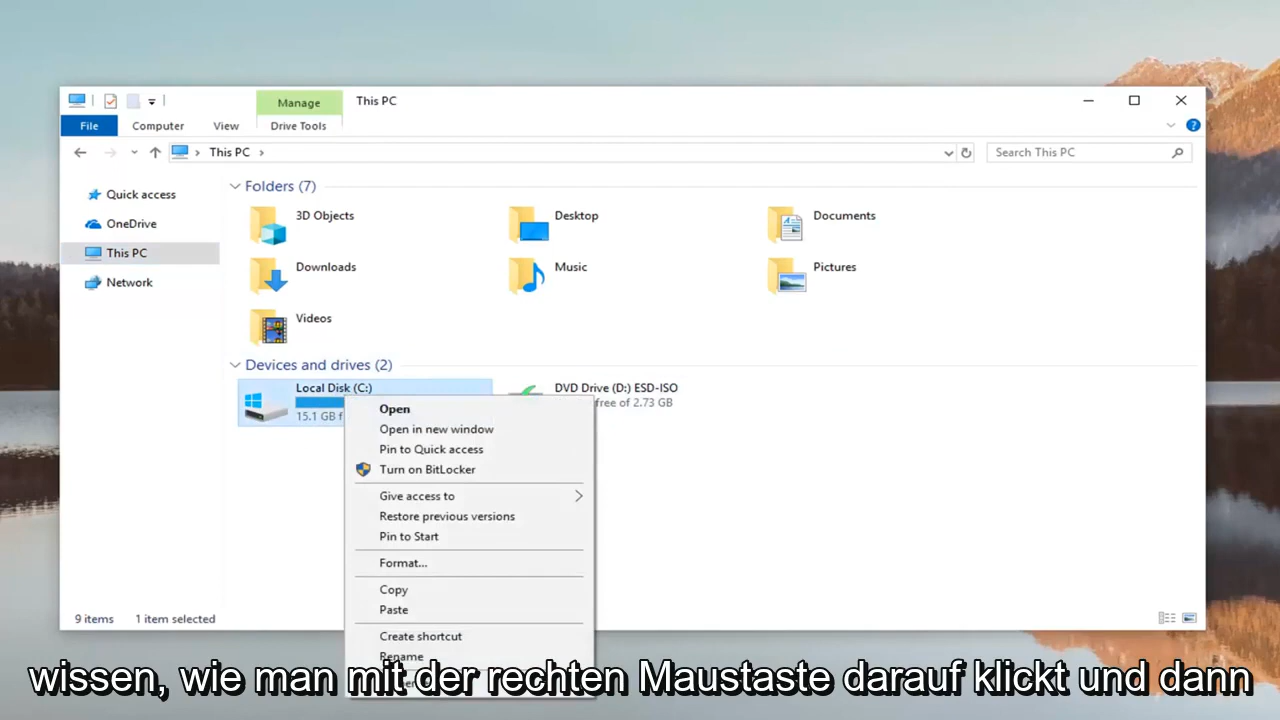 Manage
This PC
File
Computer
View
Drive Tools
This PC
Search This PC
Quick access
OneDrive
This PC
Network
Folders (7)
3D Objects
Desktop
Documents
Downloads
Music
Pictures
Videos
Devices and drives (2)
Local Disk (C:)
15.1 GB f
DVD Drive (D:) ESD-ISO
free of 2.73 GB
Open
Open in new window
Pin to Quick access
Turn on BitLocker
Give access to
Restore previous versions
Pin to Start
Format...
Copy
Paste
Create shortcut
Rename
9 items
1 item selected
wissen, wie man mit der rechten Maustaste darauf klickt und dann